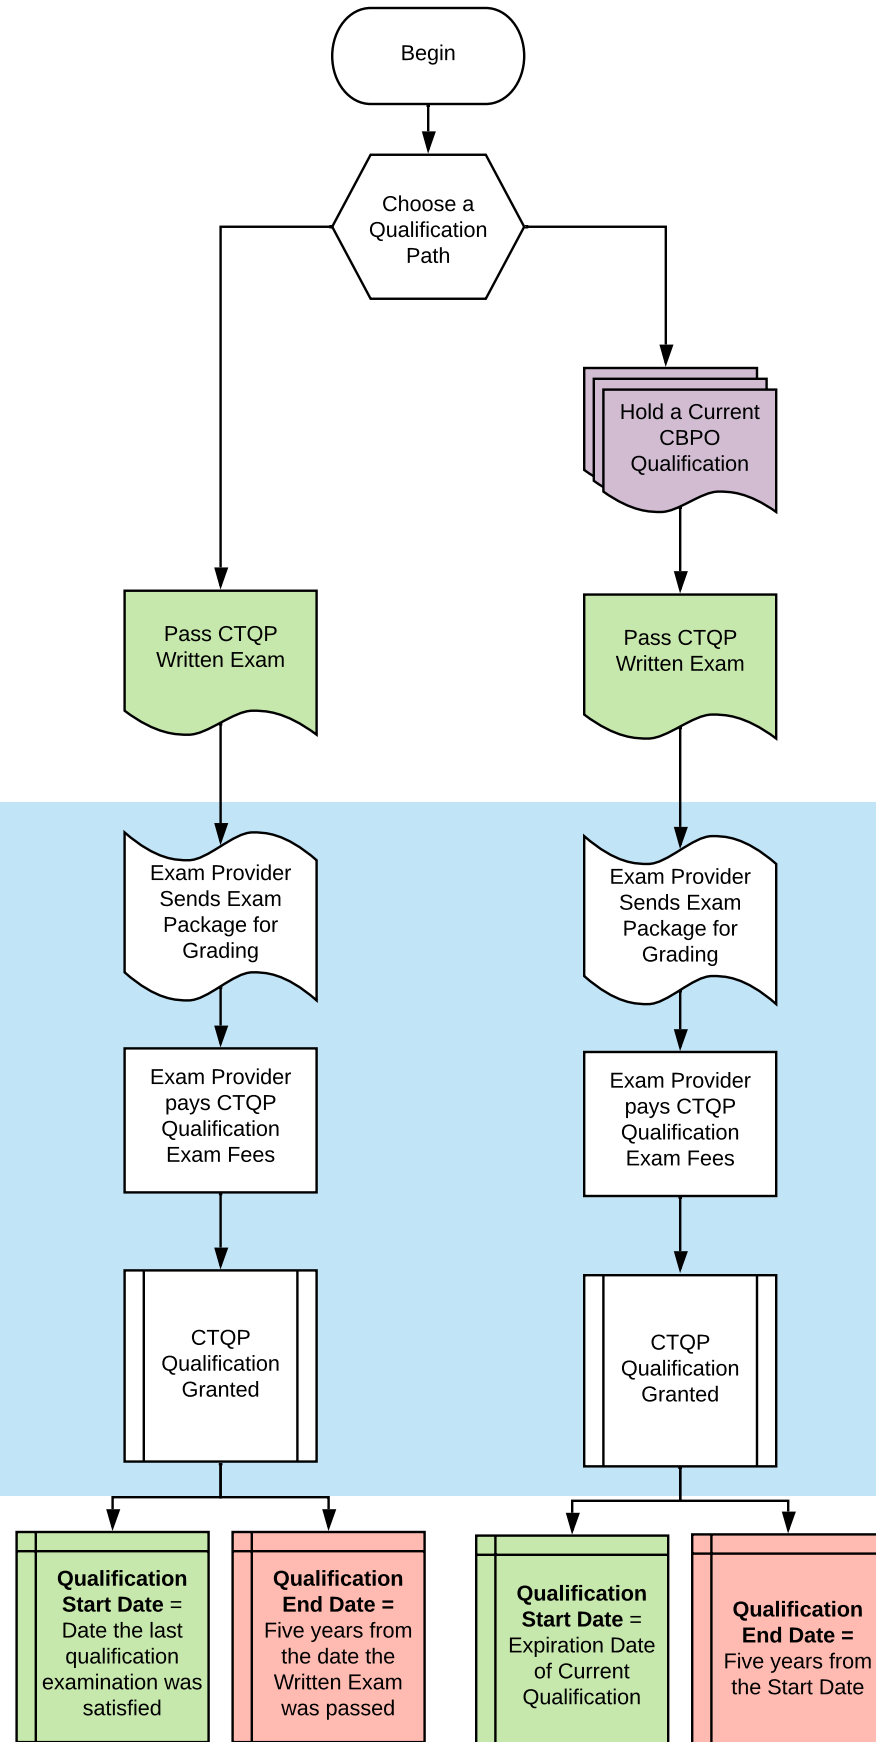 Begin
Choose a
Qualification
Path
Hold a Current
CBPO
Qualification
Pass CTQP
Written Exam
Pass CTQP
Written Exam
Exam Provider
Sends Exam
Package for
Grading
Exam Provider
Sends Exam
Package for
Grading
Exam Provider
pays CTQP
Qualification
Exam Fees
Exam Provider
pays CTQP
Qualification
Exam Fees
CTQP
Qualification
Granted
CTQP
Qualification
Granted
Qualification
Start Date =
Date the last
qualification
examination was
satisfied
Qualification
End Date =
Five years from
the date the
Written Exam
was passed
Qualification
Start Date =
Expiration Date
of Current
Qualification
Qualification
End Date =
Five years from
the Start Date